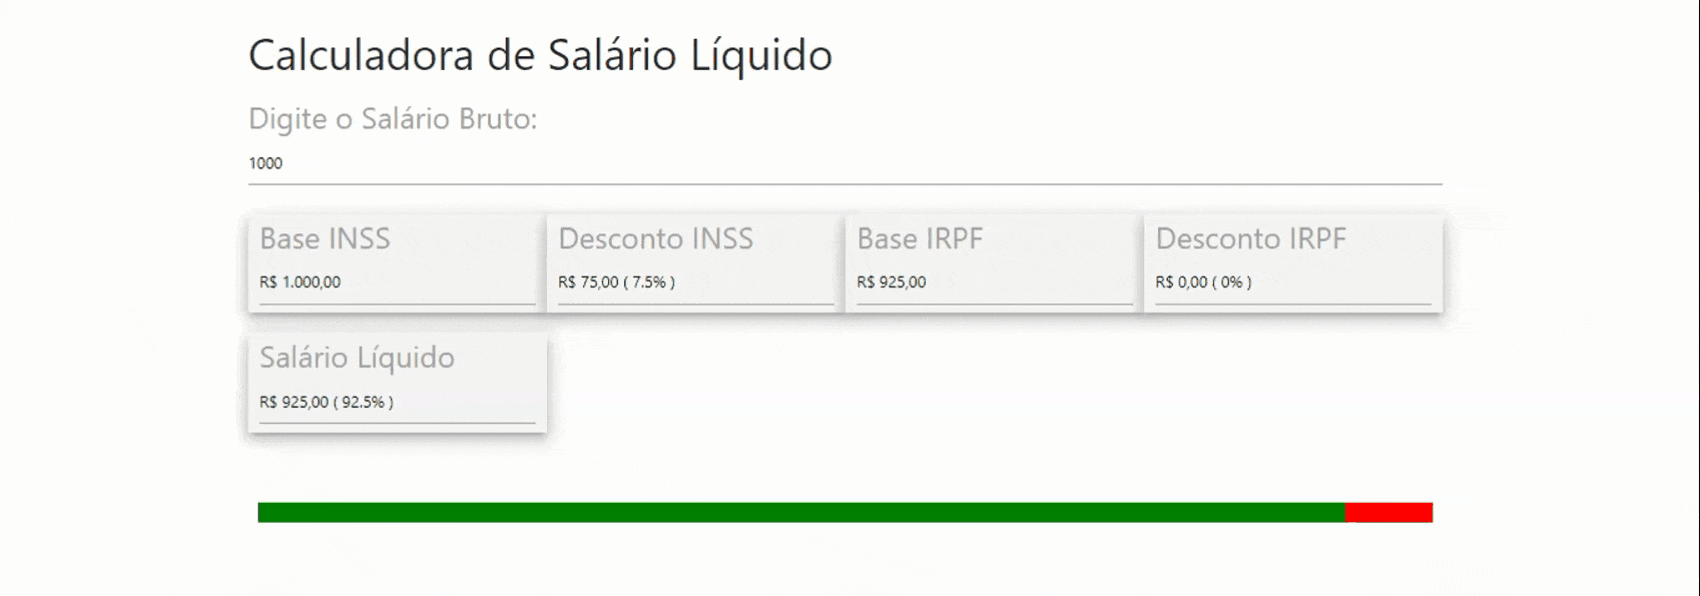 Calculadora de Salário Líquido
Digite o Salário Bruto:
1000
Base INSS
R$ 1.000,00
Desconto INSS
R$ 75,00 ( 7.5% )
Base IRPF
R$ 925,00
Desconto IRPF
R$ 0,00 ( 0% )
Salário Líquido
R$ 925,00 ( 92.5% )